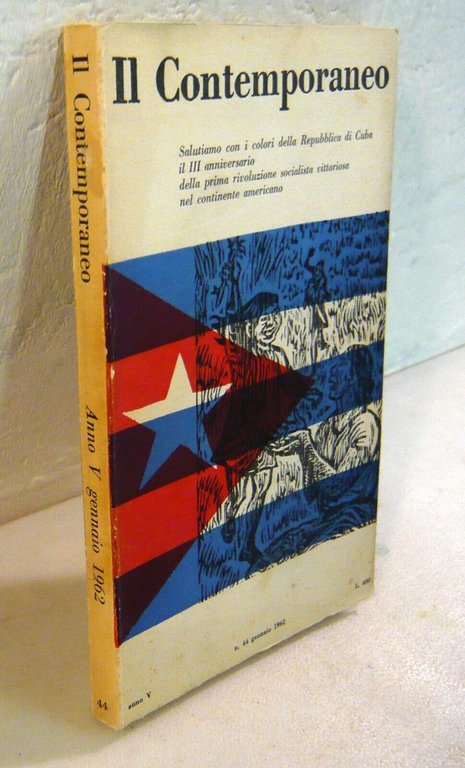 Il Contemporaneo
Salutiamo con i colori della Repubblica di Cuba
il III anniversario
della prima rivoluzione socialista vittoriosa
nel continente americano
L. 400
n. 44 gennaio 1962
anno V
Il Contemporaneo
Anno V gennaio 1962
44